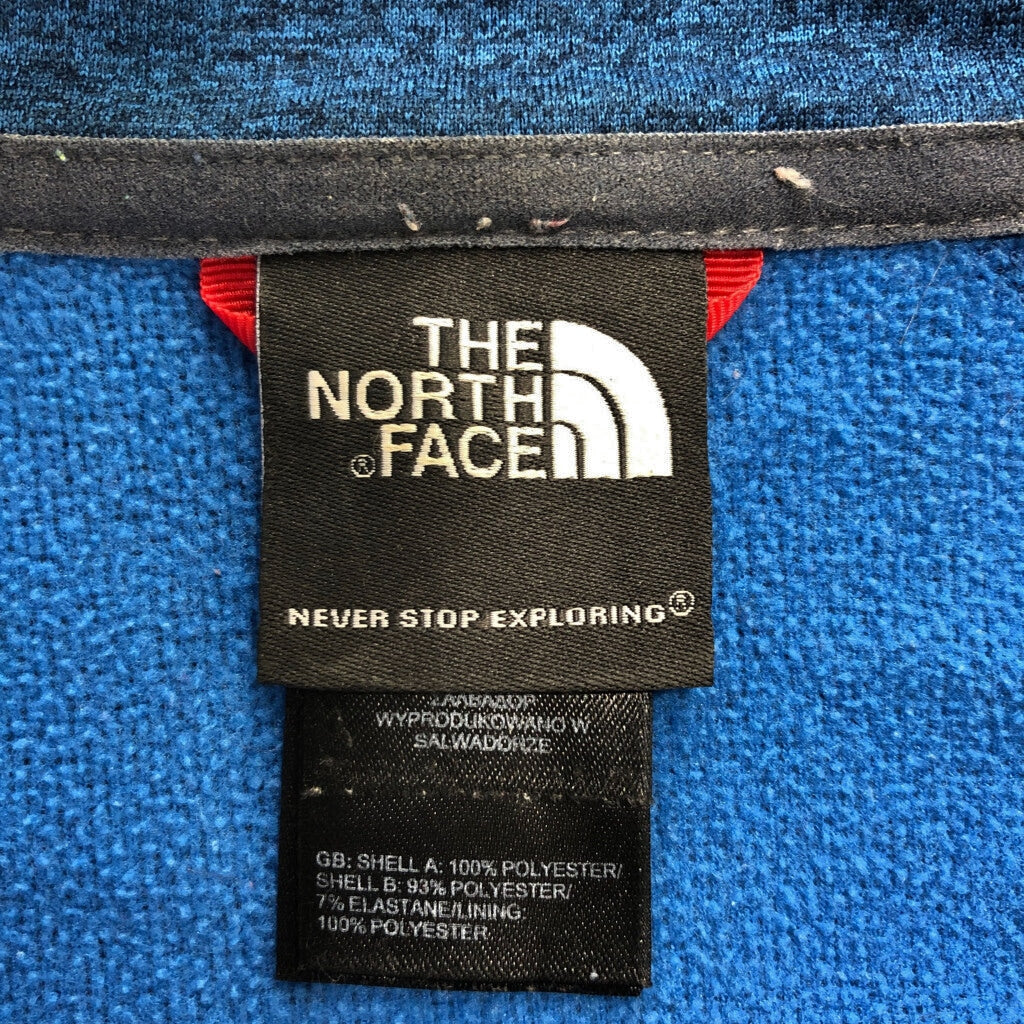 THE
NORTH
®FACE
NEVER STOP EXPLORING®
WYPRODUKOWANO W
SALWADORZE
GB: SHELL A: 100% POLYESTER/
SHELL B: 93% POLYESTER/
7% ELASTANE/LINING:
100% POLYESTER